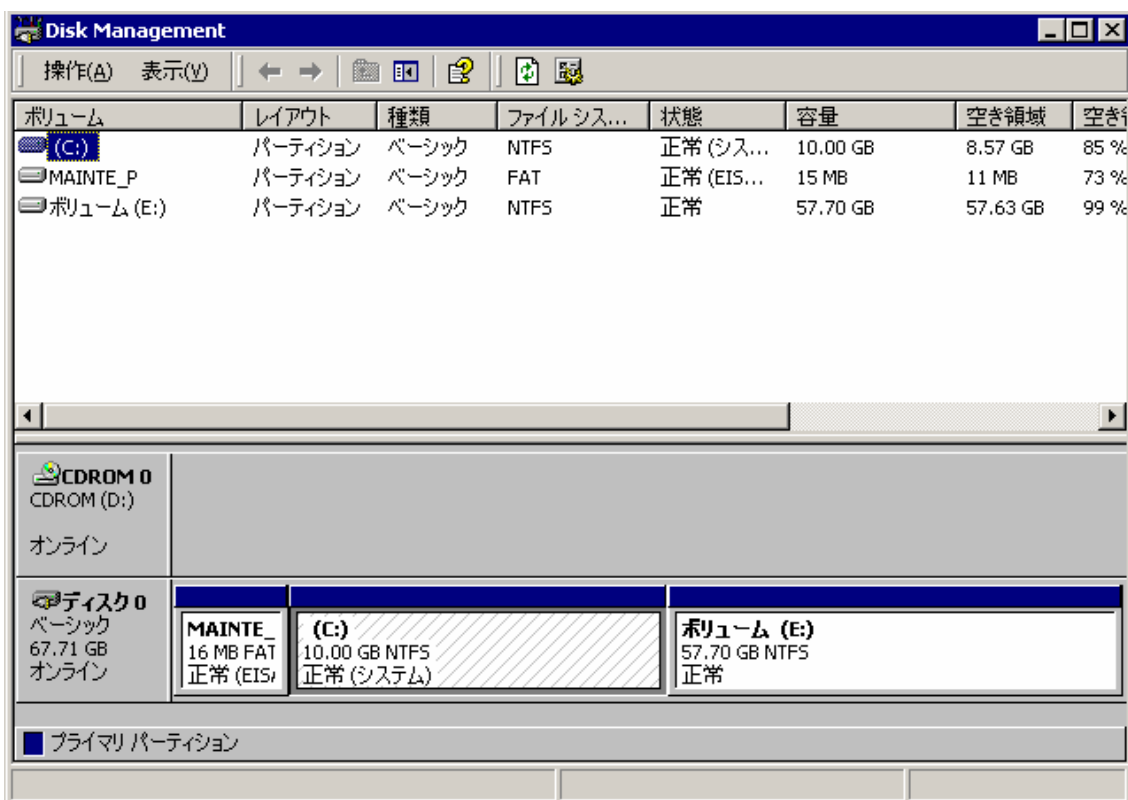 Disk Management
操作(A) 表示(V)
ボリューム レイアウト 種類 ファイル シス... 状態 容量 空き領域 空き
(C:) パーティション ベーシック NTFS 正常 (シス... 10.00 GB 8.57 GB 85 %
MAINTE_P パーティション ベーシック FAT 正常 (EIS... 15 MB 11 MB 73 %
ボリューム (E:) パーティション ベーシック NTFS 正常 57.70 GB 57.63 GB 99 %
CDROM 0
CDROM (D:)
オンライン
ディスク 0
ベーシック
67.71 GB
オンライン
MAINTE_
16 MB FAT
正常 (EIS
(C:)
10.00 GB NTFS
正常 (システム)
ボリューム (E:)
57.70 GB NTFS
正常
プライマリ パーティション